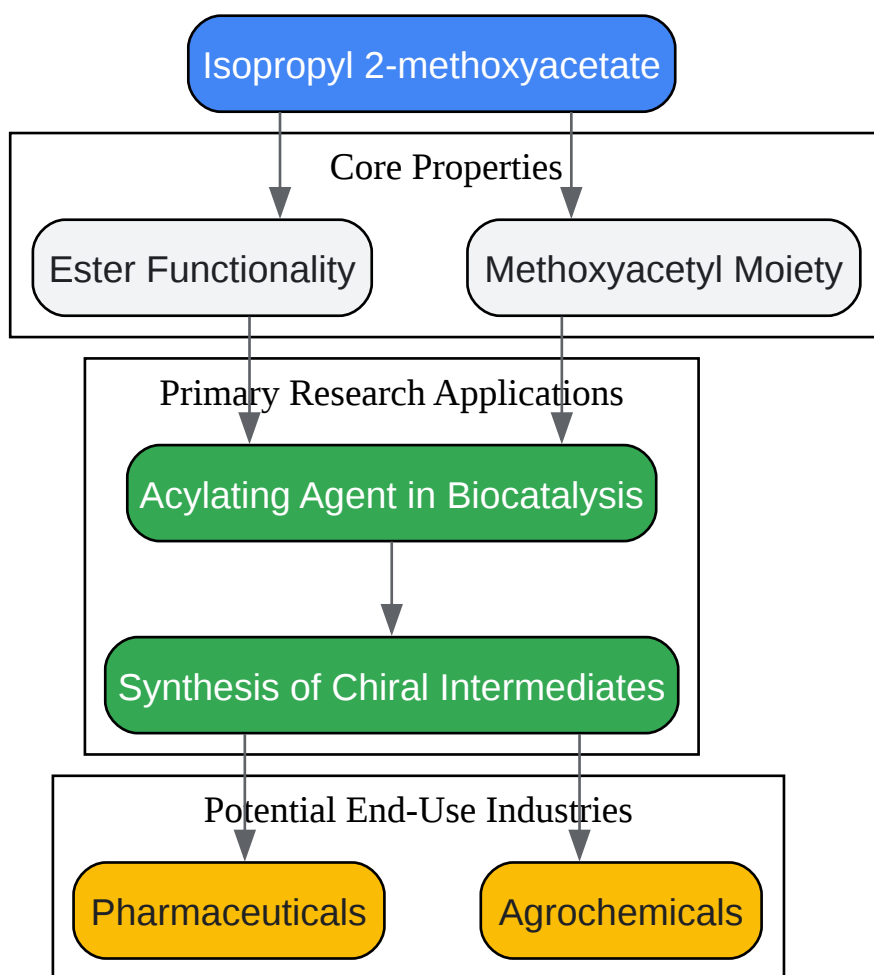 Isopropyl 2-methoxyacetate
Core Properties
Ester Functionality
Methoxyacetyl Moiety
Primary Research Applications
Acylating Agent in Biocatalysis
Synthesis of Chiral Intermediates
Potential End-Use Industries
Pharmaceuticals
Agrochemicals